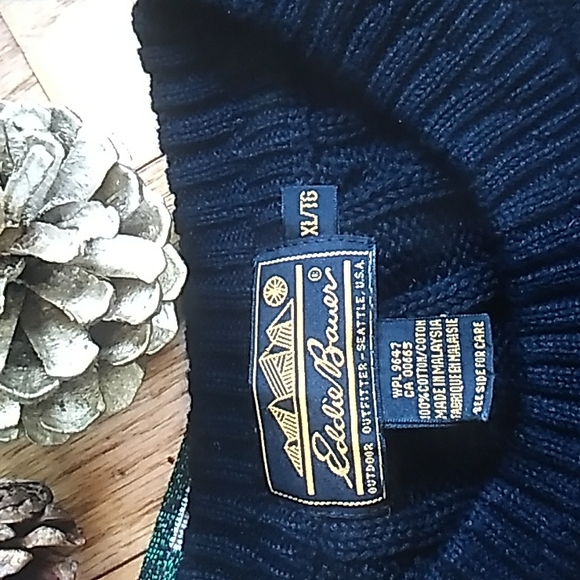 XL/TG
Eddie Bauer®
OUTDOOR OUTFITTER - SEATTLE, U.S.A.
WPL 9647
CA 00665
100% COTTON/COTON
MADE IN MALAYSIA
FABRIQUE EN MALAISIE
SEE SIDE FOR CARE